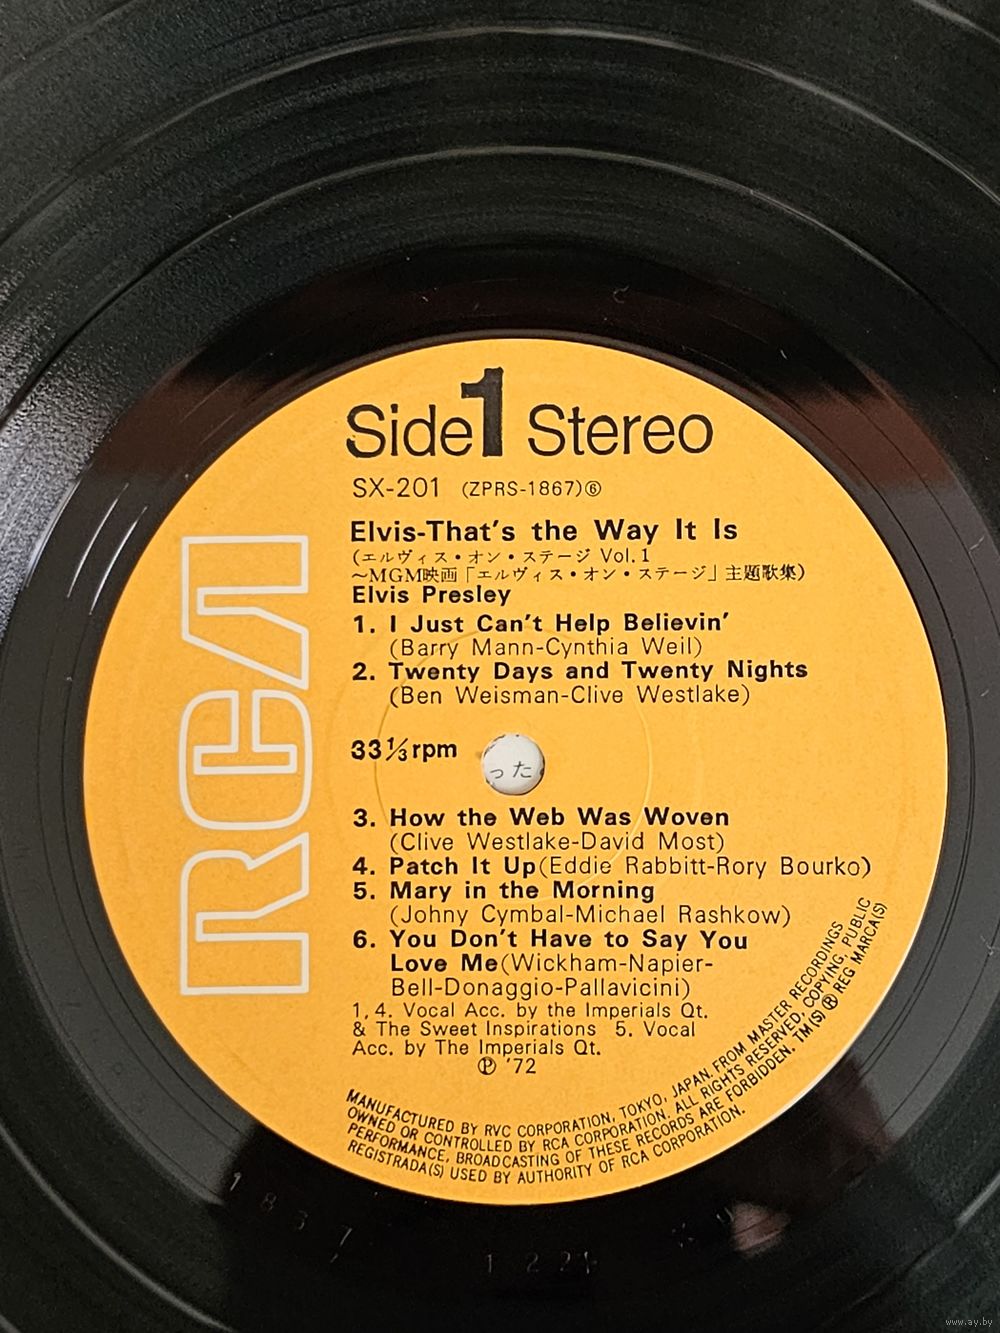 Side 1 Stereo
SX-201 (ZPRS-1867)⑥
Elvis-That's the Way It Is
(エルヴィス・オン・ステージ Vol.1
～MGM映画「エルヴィス・オン・ステージ」主題歌集)
Elvis Presley
1. I Just Can't Help Believin'
(Barry Mann-Cynthia Weil)
2. Twenty Days and Twenty Nights
(Ben Weisman-Clive Westlake)
33⅓rpm
った
3. How the Web Was Woven
(Clive Westlake-David Most)
4. Patch It Up(Eddie Rabbitt-Rory Bourko)
5. Mary in the Morning
(Johny Cymbal-Michael Rashkow)
6. You Don't Have to Say You
Love Me(Wickham-Napier-
Bell-Donaggio-Pallavicini)
1, 4. Vocal Acc. by the Imperials Qt.
& The Sweet Inspirations 5. Vocal
Acc. by The Imperials Qt.
Ⓟ '72
RCA
MANUFACTURED BY RVC CORPORATION, TOKYO, JAPAN. FROM MASTER RECORDINGS
OWNED OR CONTROLLED BY RCA CORPORATION. ALL RIGHTS RESERVED, COPYING, PUBLIC
PERFORMANCE, BROADCASTING OF THESE RECORDS ARE FORBIDDEN. TM(S) ® REG MARCA(S)
REGISTRADA(S) USED BY AUTHORITY OF RCA CORPORATION.
1867
www.ay.by